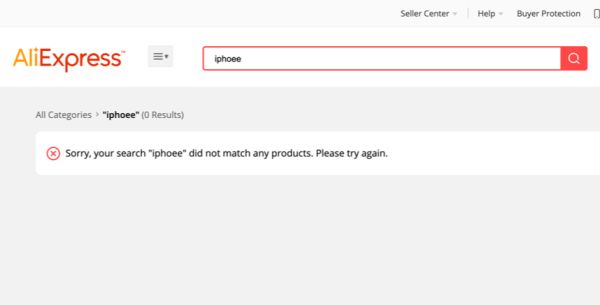 Seller Center Help Buyer Protection
AliExpress™
iphoee
All Categories > "iphoee" (0 Results)
Sorry, your search "iphoee" did not match any products. Please try again.